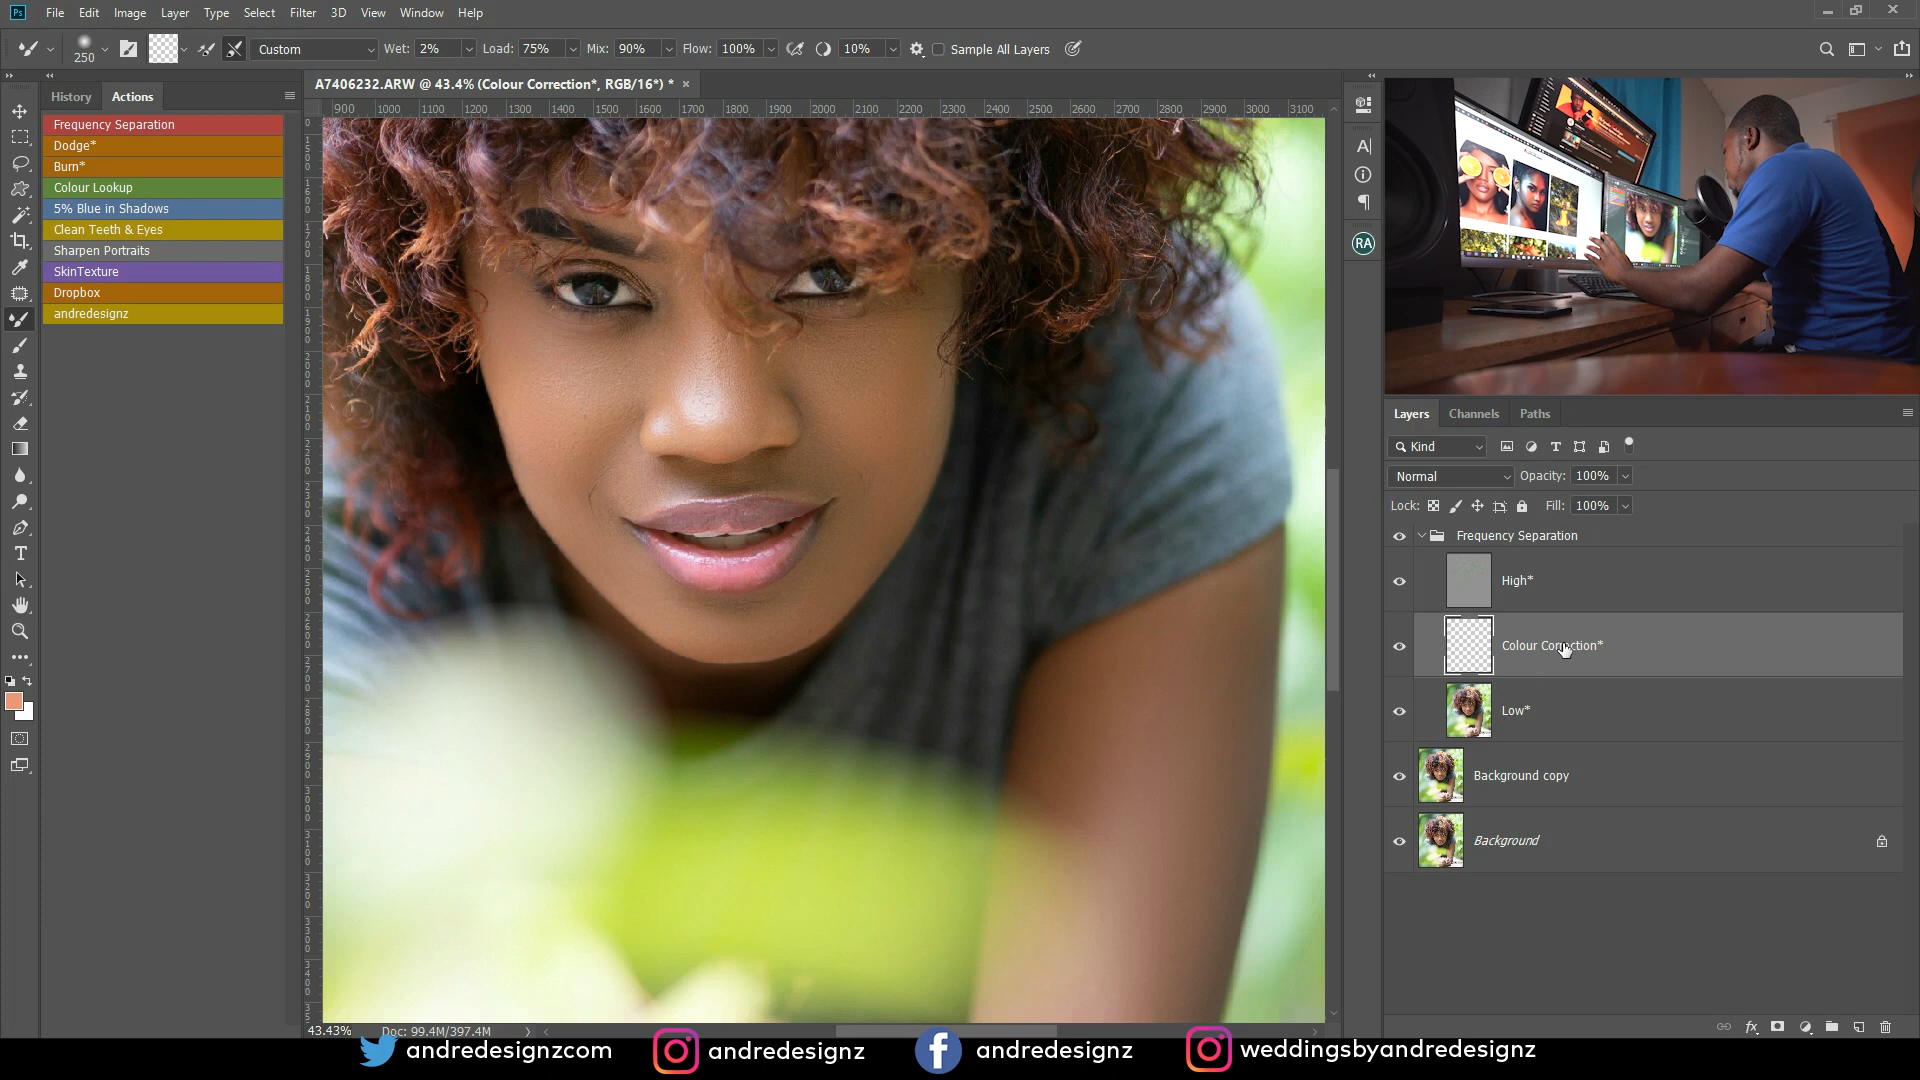 Ps File Edit Image Layer Type Select Filter 3D View Window Help
250 Custom Wet: 2% Load: 75% Mix: 90% Flow: 100% 10% Sample All Layers
History Actions
A7406232.ARW @ 43.4% (Colour Correction*, RGB/16*) *
900 1000 1100 1200 1300 1400 1500 1600 1700 1800 1900 2000 2100 2200 2300 2400 2500 2600 2700 2800 2900 3000 3100
Frequency Separation
Dodge*
Burn*
Colour Lookup
5% Blue in Shadows
Clean Teeth & Eyes
Sharpen Portraits
SkinTexture
Dropbox
andredesignz
RA
Layers Channels Paths
Kind
Normal Opacity: 100%
Lock: Fill: 100%
Frequency Separation
High*
Colour Correction*
Low*
Background copy
Background
43.43% Doc: 99.4M/397.4M
andredesignzcom andredesignz andredesignz weddingsbyandredesignz